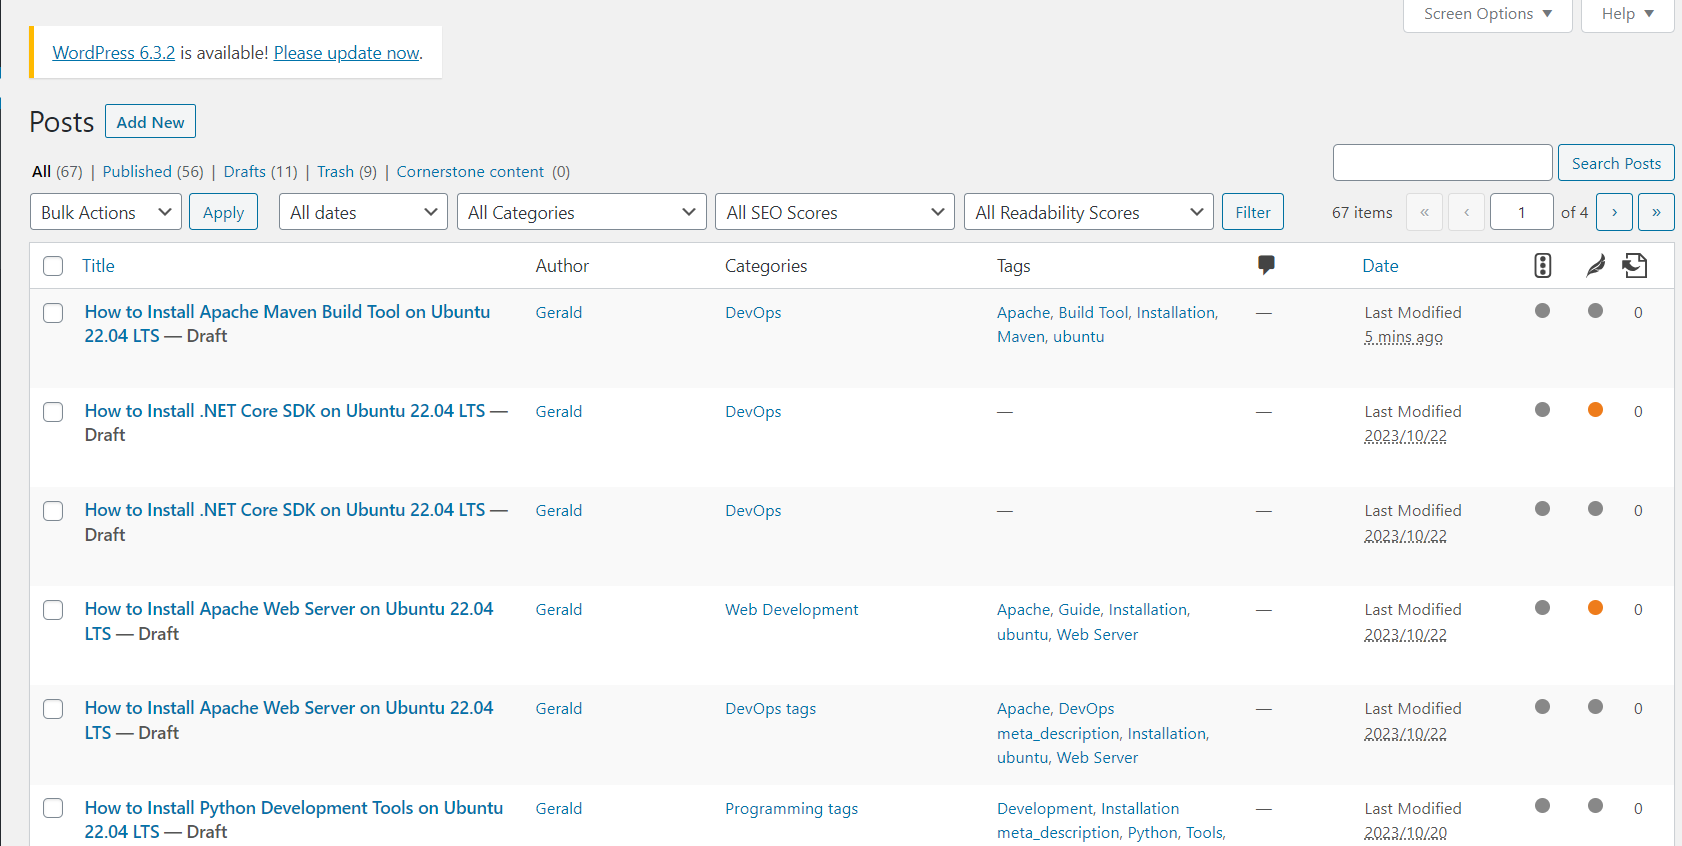 Screen Options ▼ Help ▼
WordPress 6.3.2 is available! Please update now.
Posts Add New
All (67) | Published (56) | Drafts (11) | Trash (9) | Cornerstone content (0)
Search Posts
Bulk Actions Apply All dates All Categories All SEO Scores All Readability Scores Filter 67 items « ‹ 1 of 4 › »
Title Author Categories Tags Date
How to Install Apache Maven Build Tool on Ubuntu Gerald DevOps Apache, Build Tool, Installation, — Last Modified 0
22.04 LTS — Draft Maven, ubuntu 5 mins ago
How to Install .NET Core SDK on Ubuntu 22.04 LTS — Gerald DevOps — — Last Modified 0
Draft 2023/10/22
How to Install .NET Core SDK on Ubuntu 22.04 LTS — Gerald DevOps — — Last Modified 0
Draft 2023/10/22
How to Install Apache Web Server on Ubuntu 22.04 Gerald Web Development Apache, Guide, Installation, — Last Modified 0
LTS — Draft ubuntu, Web Server 2023/10/22
How to Install Apache Web Server on Ubuntu 22.04 Gerald DevOps tags Apache, DevOps — Last Modified 0
LTS — Draft meta_description, Installation, 2023/10/22
ubuntu, Web Server
How to Install Python Development Tools on Ubuntu Gerald Programming tags Development, Installation — Last Modified 0
22.04 LTS — Draft meta_description, Python, Tools, 2023/10/20